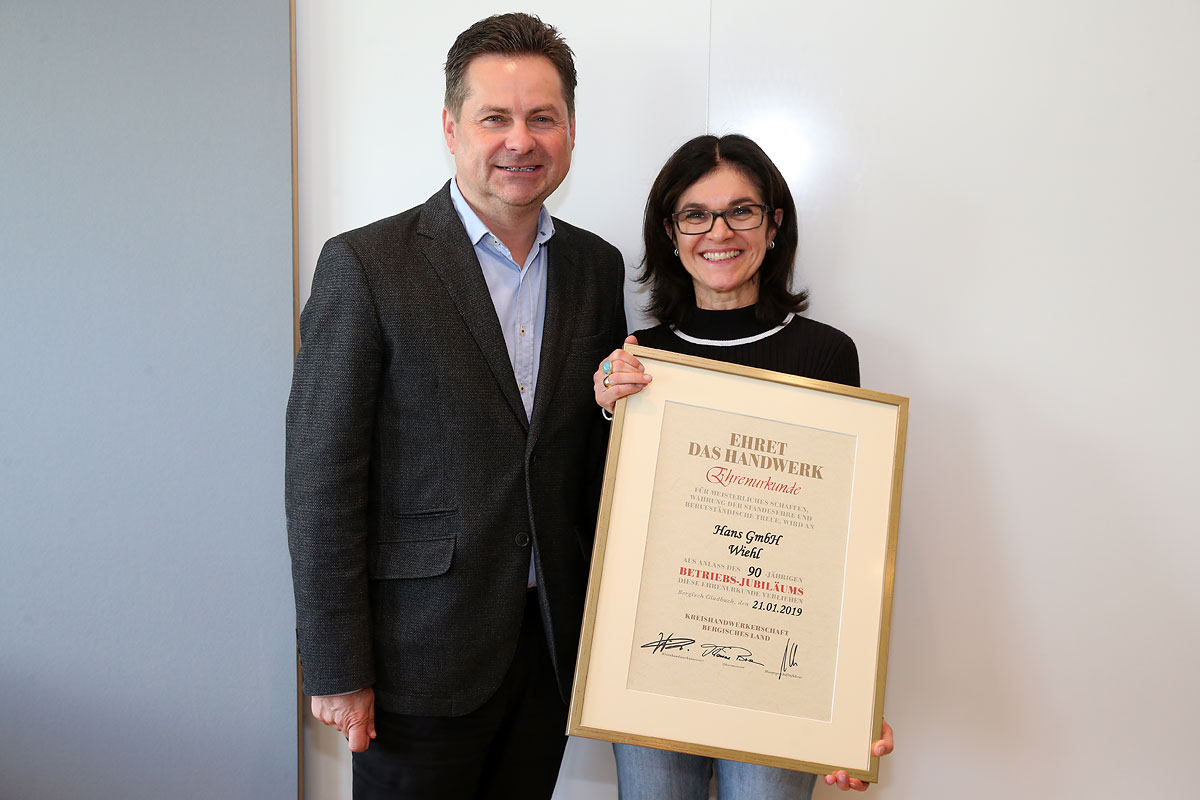 EHRET
DAS HANDWERK
Ehrenurkunde
FÜR MEISTERLICHES SCHAFFEN,
WAHRUNG DER STANDESEHRE UND
BERUFSTÄNDISCHE TREUE, WIRD AN
Hans GmbH
Wiehl
AUS ANLASS DES 90 JÄHRIGEN
BETRIEBS-JUBILÄUMS
DIESE EHRENURKUNDE VERLIEHEN
Bergisch Gladbach, den 21.01.2019
KREISHANDWERKERSCHAFT
BERGISCHES LAND